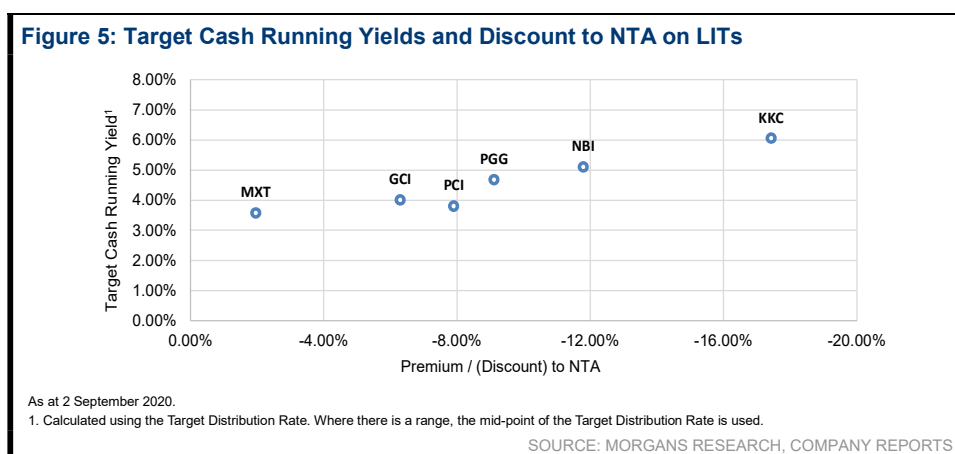 Figure 5: Target Cash Running Yields and Discount to NTA on LITs
8.00%
7.00%
6.00%
5.00%
4.00%
3.00%
2.00%
1.00%
0.00%
Target Cash Running Yield¹
MXT
GCI
PCI
PGG
NBI
KKC
0.00%
-4.00%
-8.00%
-12.00%
-16.00%
-20.00%
Premium / (Discount) to NTA
As at 2 September 2020.
1. Calculated using the Target Distribution Rate. Where there is a range, the mid-point of the Target Distribution Rate is used.
SOURCE: MORGANS RESEARCH, COMPANY REPORTS